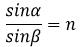 sinα / sinβ = n